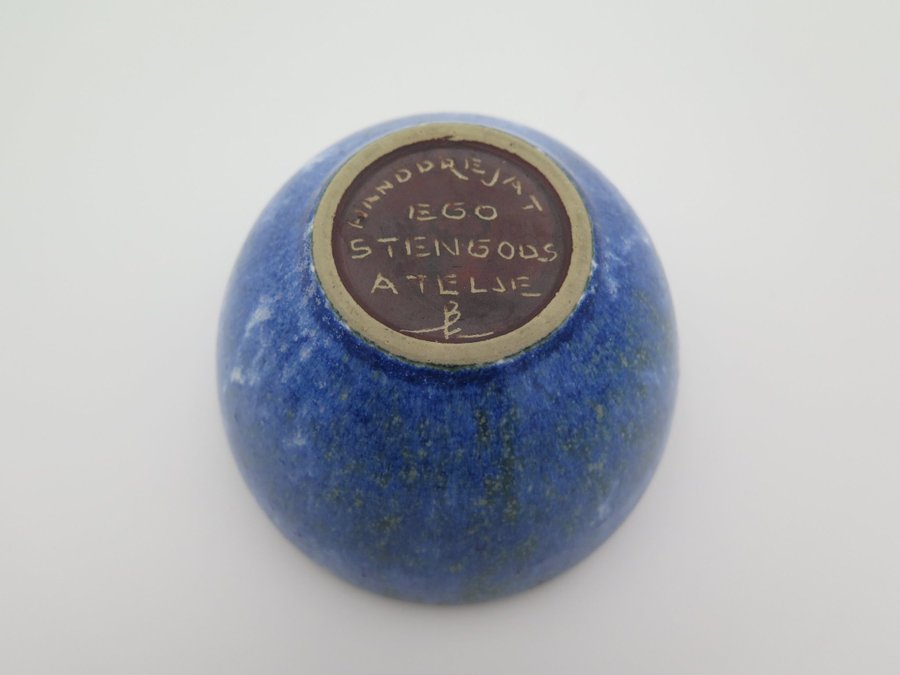 HANDDREJAT
EGO
STENGODS
ATELJE